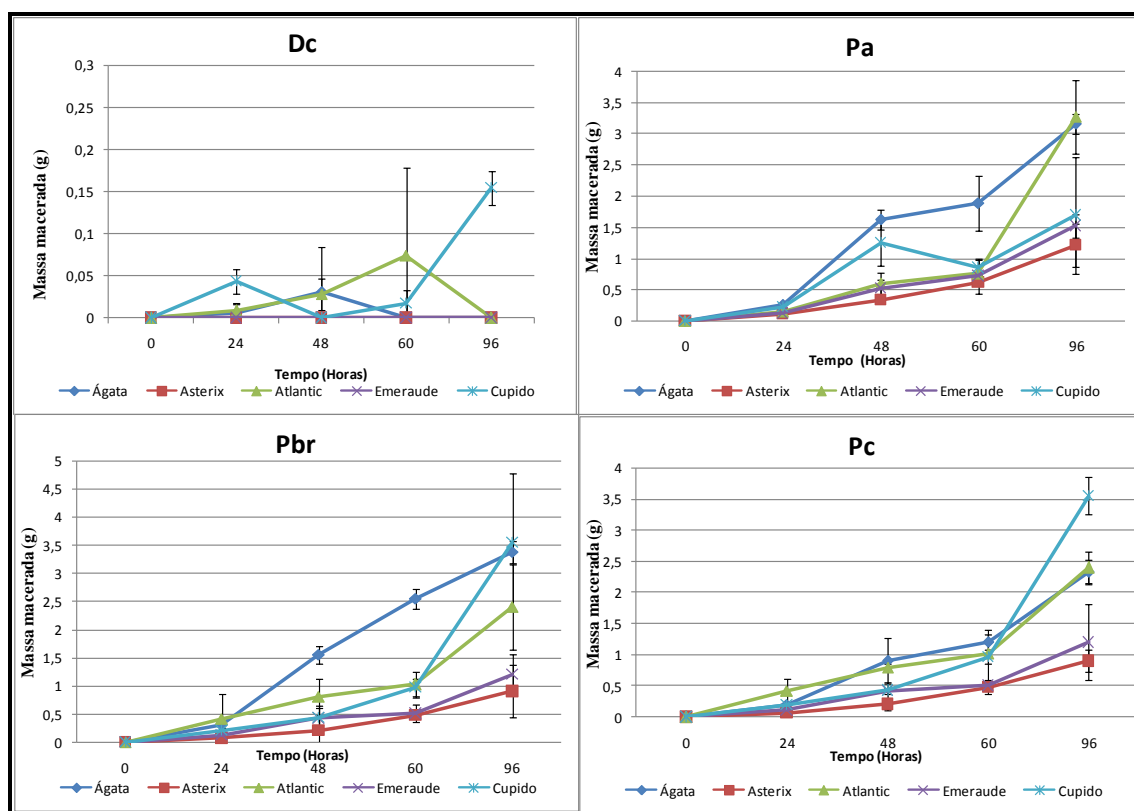 Dc
Massa macerada (g)
0,3
0,25
0,2
0,15
0,1
0,05
0
0 24 48 60 96
Tempo (Horas)
Ágata Asterix Atlantic Emeraude Cupido
Pa
Massa macerada (g)
4
3,5
3
2,5
2
1,5
1
0,5
0
0 24 48 60 96
Tempo (Horas)
Ágata Asterix Atlantic Emeraude Cupido
Pbr
Massa macerada (g)
5
4,5
4
3,5
3
2,5
2
1,5
1
0,5
0
0 24 48 60 96
Tempo (Horas)
Ágata Asterix Atlantic Emeraude Cupido
Pc
Massa macerada (g)
4
3,5
3
2,5
2
1,5
1
0,5
0
0 24 48 60 96
Tempo (Horas)
Ágata Asterix Atlantic Emeraude Cupido